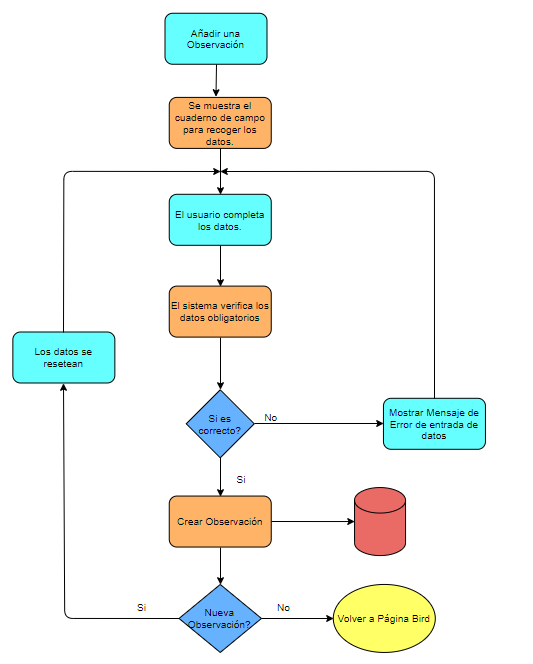 Añadir una
Observación
Se muestra el
cuaderno de campo
para recoger los
datos.
El usuario completa
los datos.
El sistema verifica los
datos obligatorios
Los datos se
resetean
Si es
correcto?
No
Mostrar Mensaje de
Error de entrada de
datos
Si
Crear Observación
Si
Nueva
Observación?
No
Volver a Página Bird